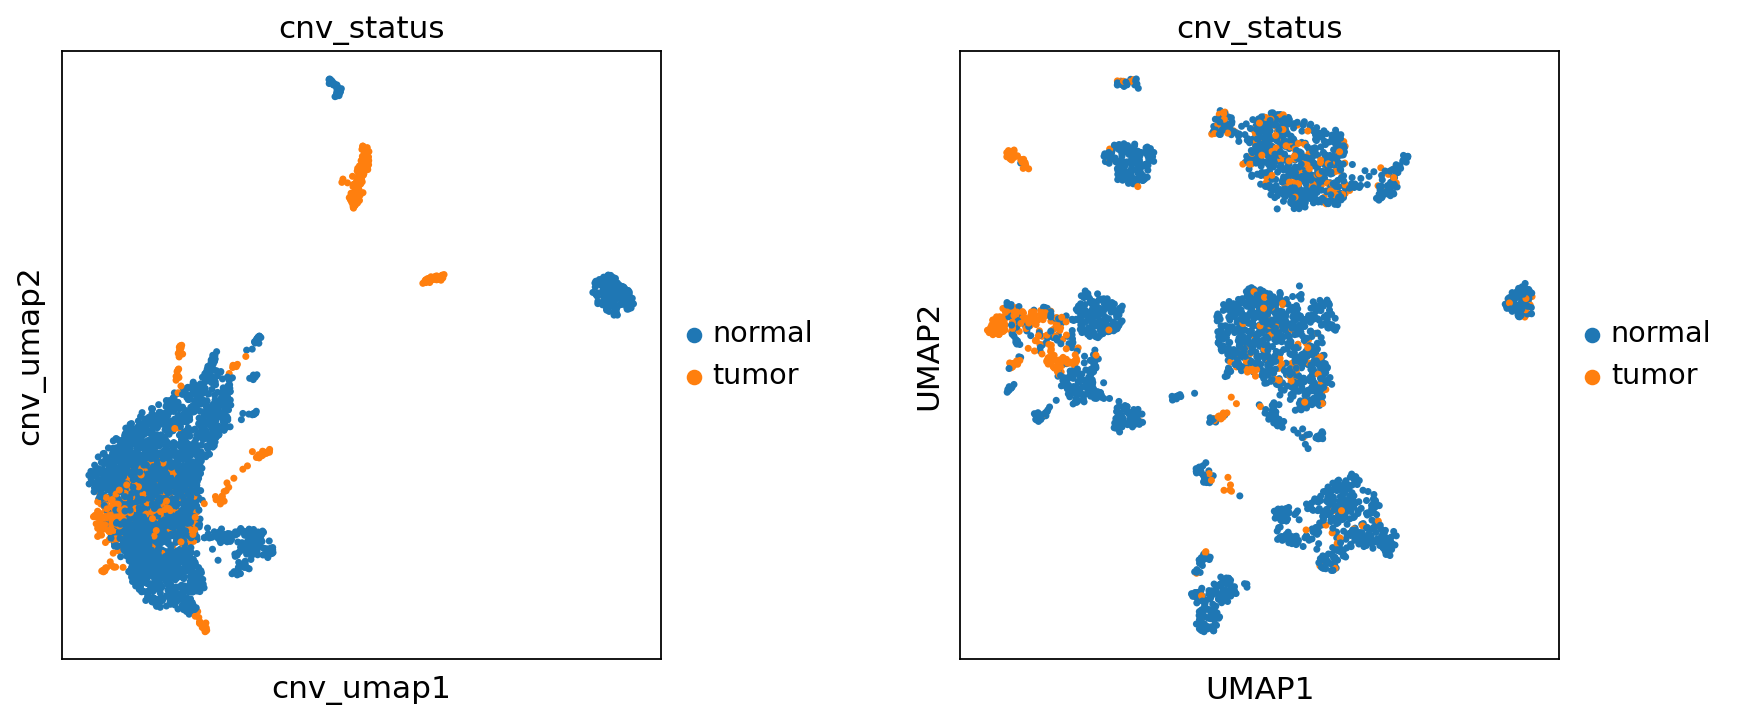 cnv_status
cnv_umap2
normal
tumor
cnv_umap1
cnv_status
UMAP2
normal
tumor
UMAP1